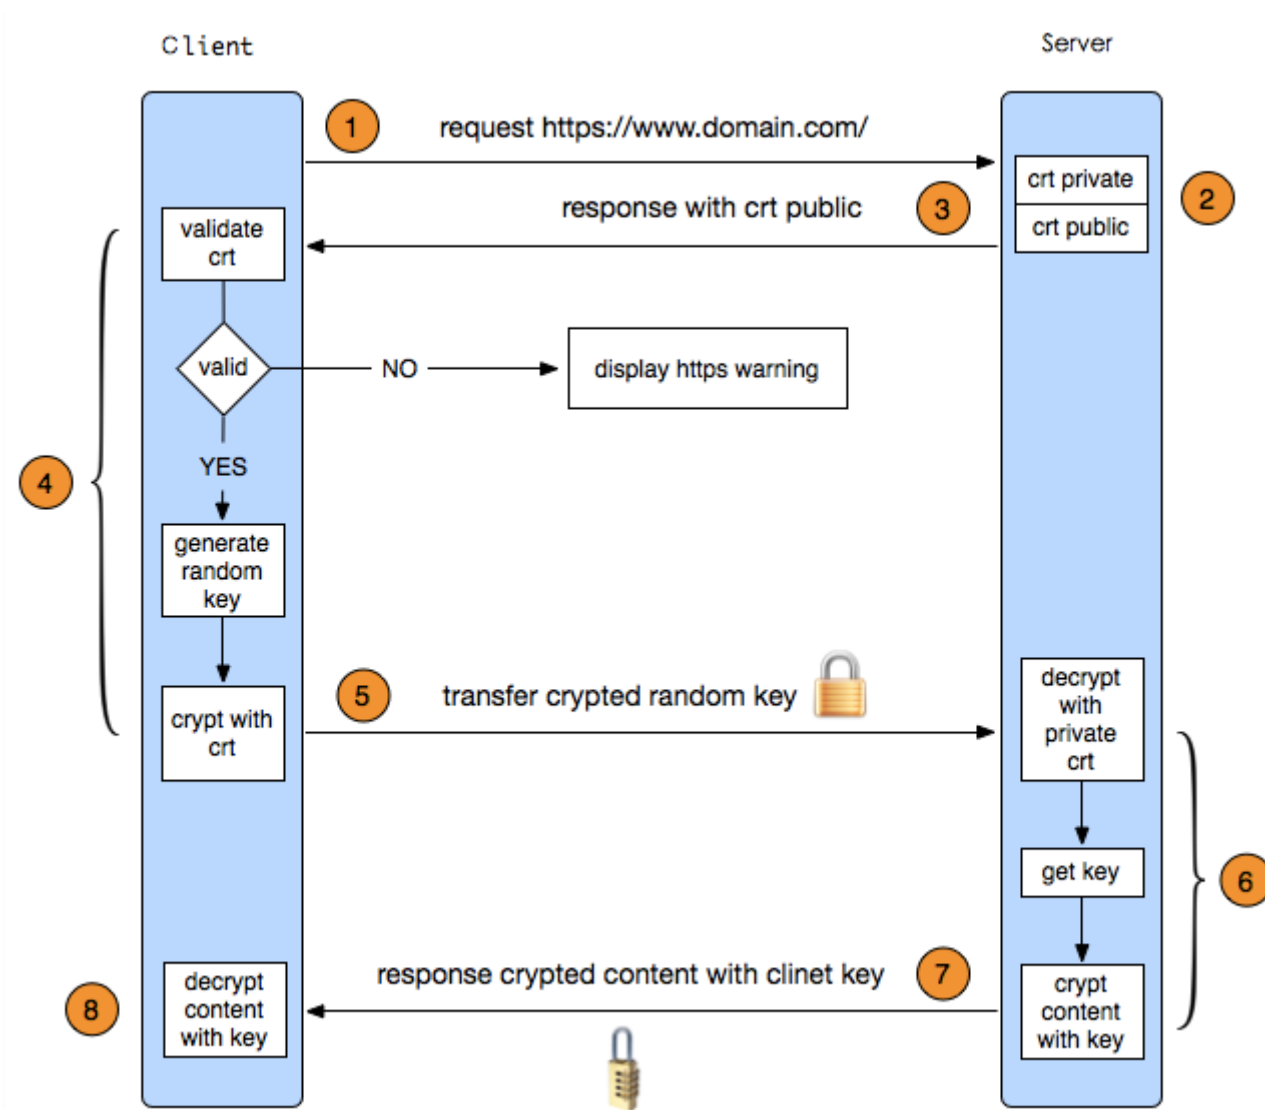 Client
Server
1
request https://www.domain.com/
crt private
2
response with crt public
3
crt public
validate
crt
valid
NO
display https warning
YES
4
generate
random
key
5
transfer crypted random key
crypt with
crt
decrypt
with
private
crt
get key
6
response crypted content with clinet key
7
8
decrypt
content
with key
crypt
content
with key